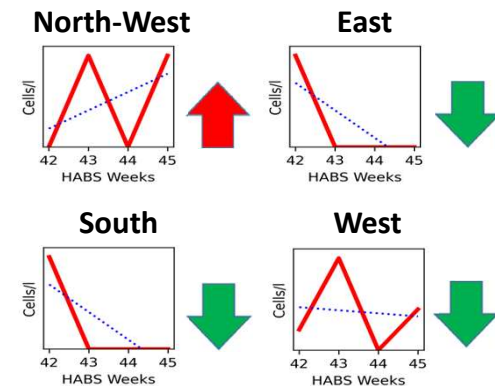 North-West
Cells/l
42 43 44 45
HABS Weeks
East
Cells/l
42 43 44 45
HABS Weeks
South
Cells/l
42 43 44 45
HABS Weeks
West
Cells/l
42 43 44 45
HABS Weeks